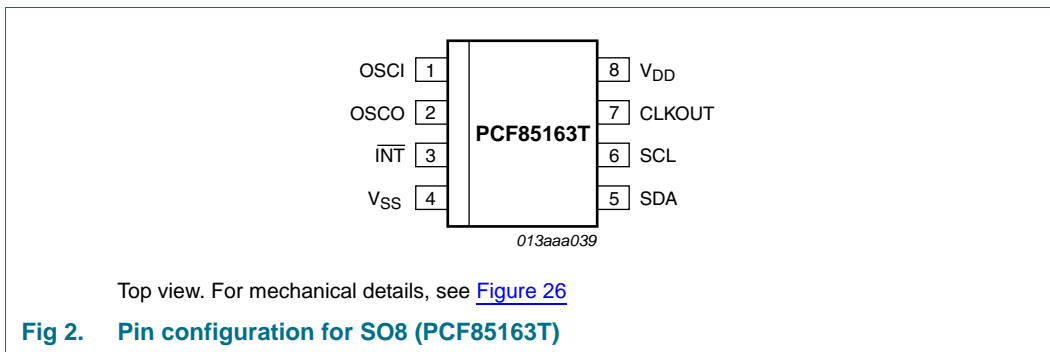 OSCI 1 8 VDD
OSCO 2 7 CLKOUT
PCF85163T
INT 3 6 SCL
VSS 4 5 SDA
013aaa039
Top view. For mechanical details, see Figure 26
Fig 2. Pin configuration for SO8 (PCF85163T)